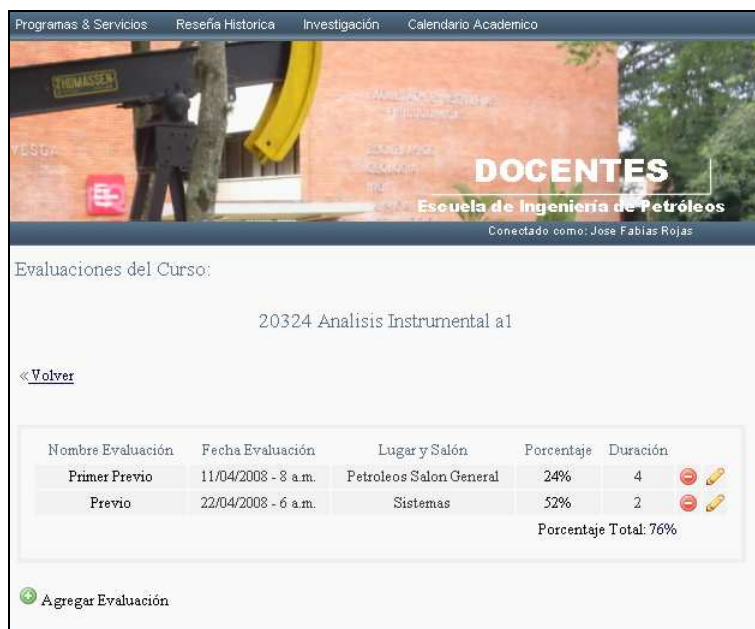 Programas & Servicios Reseña Historica Investigación Calendario Academico
THOMASSEN
DOCENTES
Escuela de Ingeniería de Petróleos
Conectado como: Jose Fabias Rojas
Evaluaciones del Curso:
20324 Analisis Instrumental a1
« Volver
Nombre Evaluación Fecha Evaluación Lugar y Salón Porcentaje Duración
Primer Previo 11/04/2008 - 8 a.m. Petroleos Salon General 24% 4
Previo 22/04/2008 - 6 a.m. Sistemas 52% 2
Porcentaje Total: 76%
Agregar Evaluación